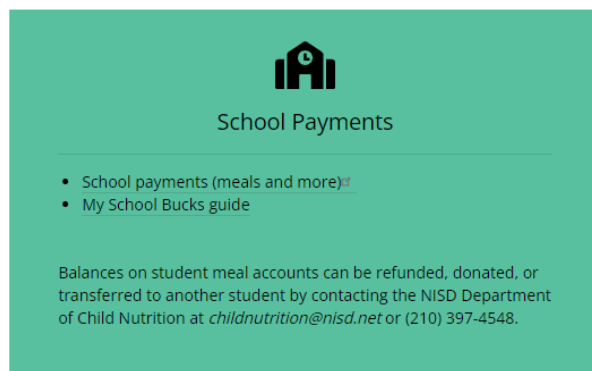 School Payments
School payments (meals and more)
My School Bucks guide
Balances on student meal accounts can be refunded, donated, or
transferred to another student by contacting the NISD Department
of Child Nutrition at childnutrition@nisd.net or (210) 397-4548.